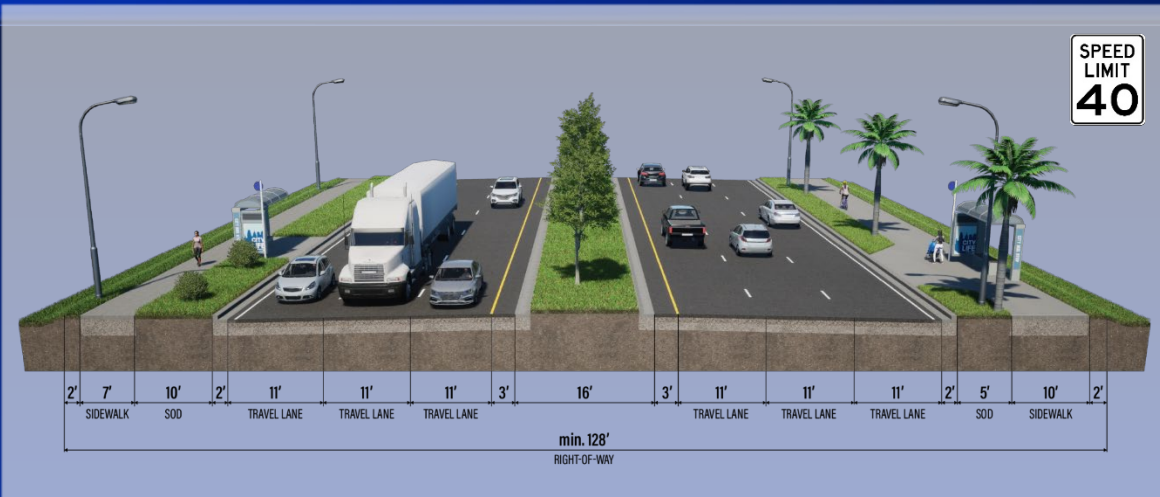 SPEED
LIMIT
40
CITY
LIFE
2' 7' 10' 2' 11' 11' 11' 3' 16' 3' 11' 11' 11' 2' 5' 10' 2'
SIDEWALK SOD TRAVEL LANE TRAVEL LANE TRAVEL LANE TRAVEL LANE TRAVEL LANE TRAVEL LANE SOD SIDEWALK
min. 128'
RIGHT-OF-WAY